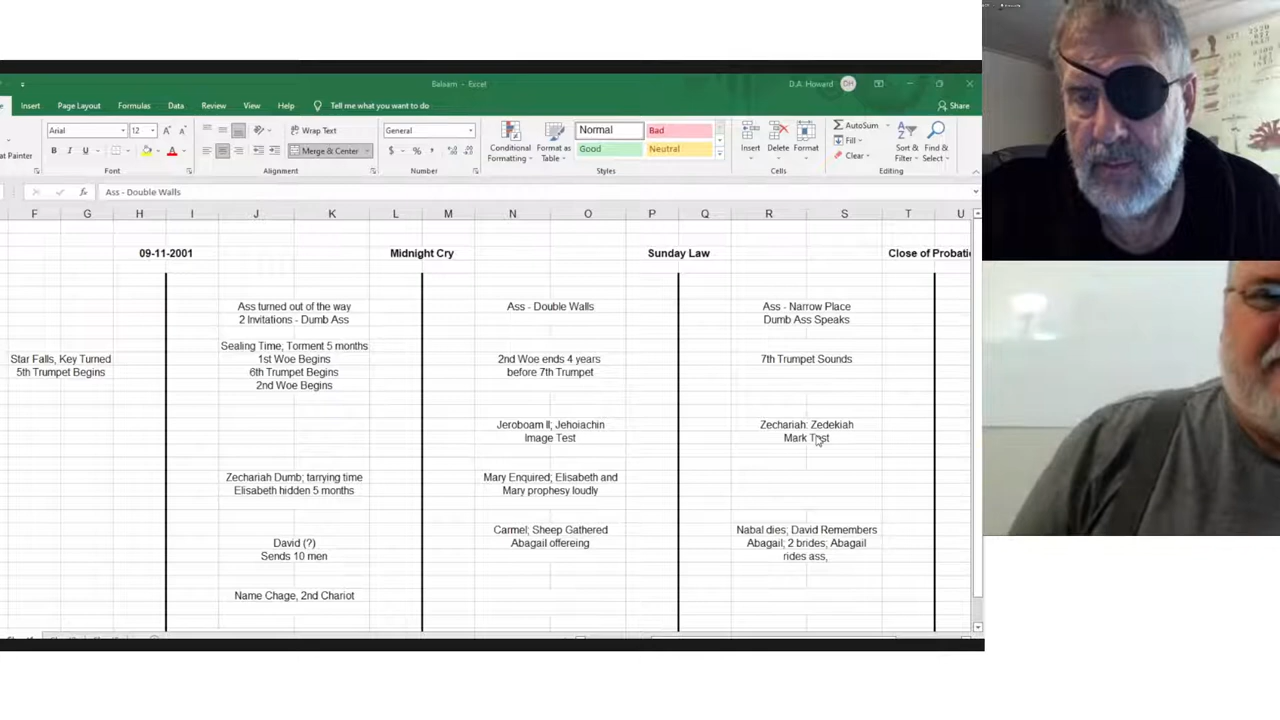 Balearn - Excel
D.A. Howard
Insert Page Layout Formulas Data Review View Help Tell me what you want to do Share
Arial 12 Wrap Text General Normal Bad AutoSum
at Painter Merge & Center Conditional Formatting Format as Table Good Neutral Insert Delete Format Fill Clear Sort & Filter Find & Select
Font Alignment Number Styles Cells Editing
fx Ass - Double Walls
F G H I J K L M N O P Q R S T U
09-11-2001 Midnight Cry Sunday Law Close of Probati
Ass turned out of the way Ass - Double Walls Ass - Narrow Place
2 Invitations - Dumb Ass Dumb Ass Speaks
Sealing Time, Torment 5 months
Star Falls, Key Turned 1st Woe Begins 2nd Woe ends 4 years 7th Trumpet Sounds
5th Trumpet Begins 6th Trumpet Begins before 7th Trumpet
2nd Woe Begins
Jeroboam II; Jehoiachin Zechariah: Zedekiah
Image Test Mark Test
Zechariah Dumb; tarrying time Mary Enquired; Elisabeth and
Elisabeth hidden 5 months Mary prophesy loudly
Carmel; Sheep Gathered Nabal dies; David Remembers
David (?) Abagail offereing Abagail; 2 brides; Abagail
Sends 10 men rides ass,
Name Chage, 2nd Chariot